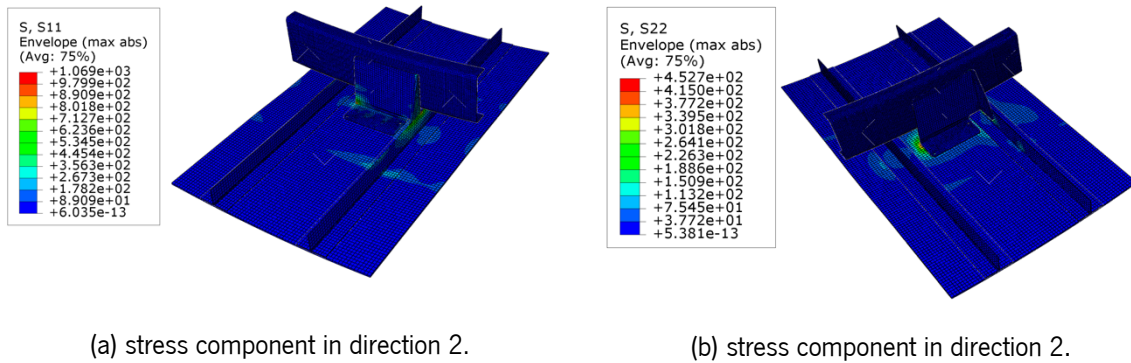 S, S11
Envelope (max abs)
(Avg: 75%)
+1.069e+03
+9.799e+02
+8.909e+02
+8.018e+02
+7.127e+02
+6.236e+02
+5.345e+02
+4.454e+02
+3.563e+02
+2.673e+02
+1.782e+02
+8.909e+01
+6.035e-13
S, S22
Envelope (max abs)
(Avg: 75%)
+4.527e+02
+4.150e+02
+3.772e+02
+3.395e+02
+3.018e+02
+2.641e+02
+2.263e+02
+1.886e+02
+1.509e+02
+1.132e+02
+7.545e+01
+3.772e+01
+5.381e-13
(a) stress component in direction 2.
(b) stress component in direction 2.